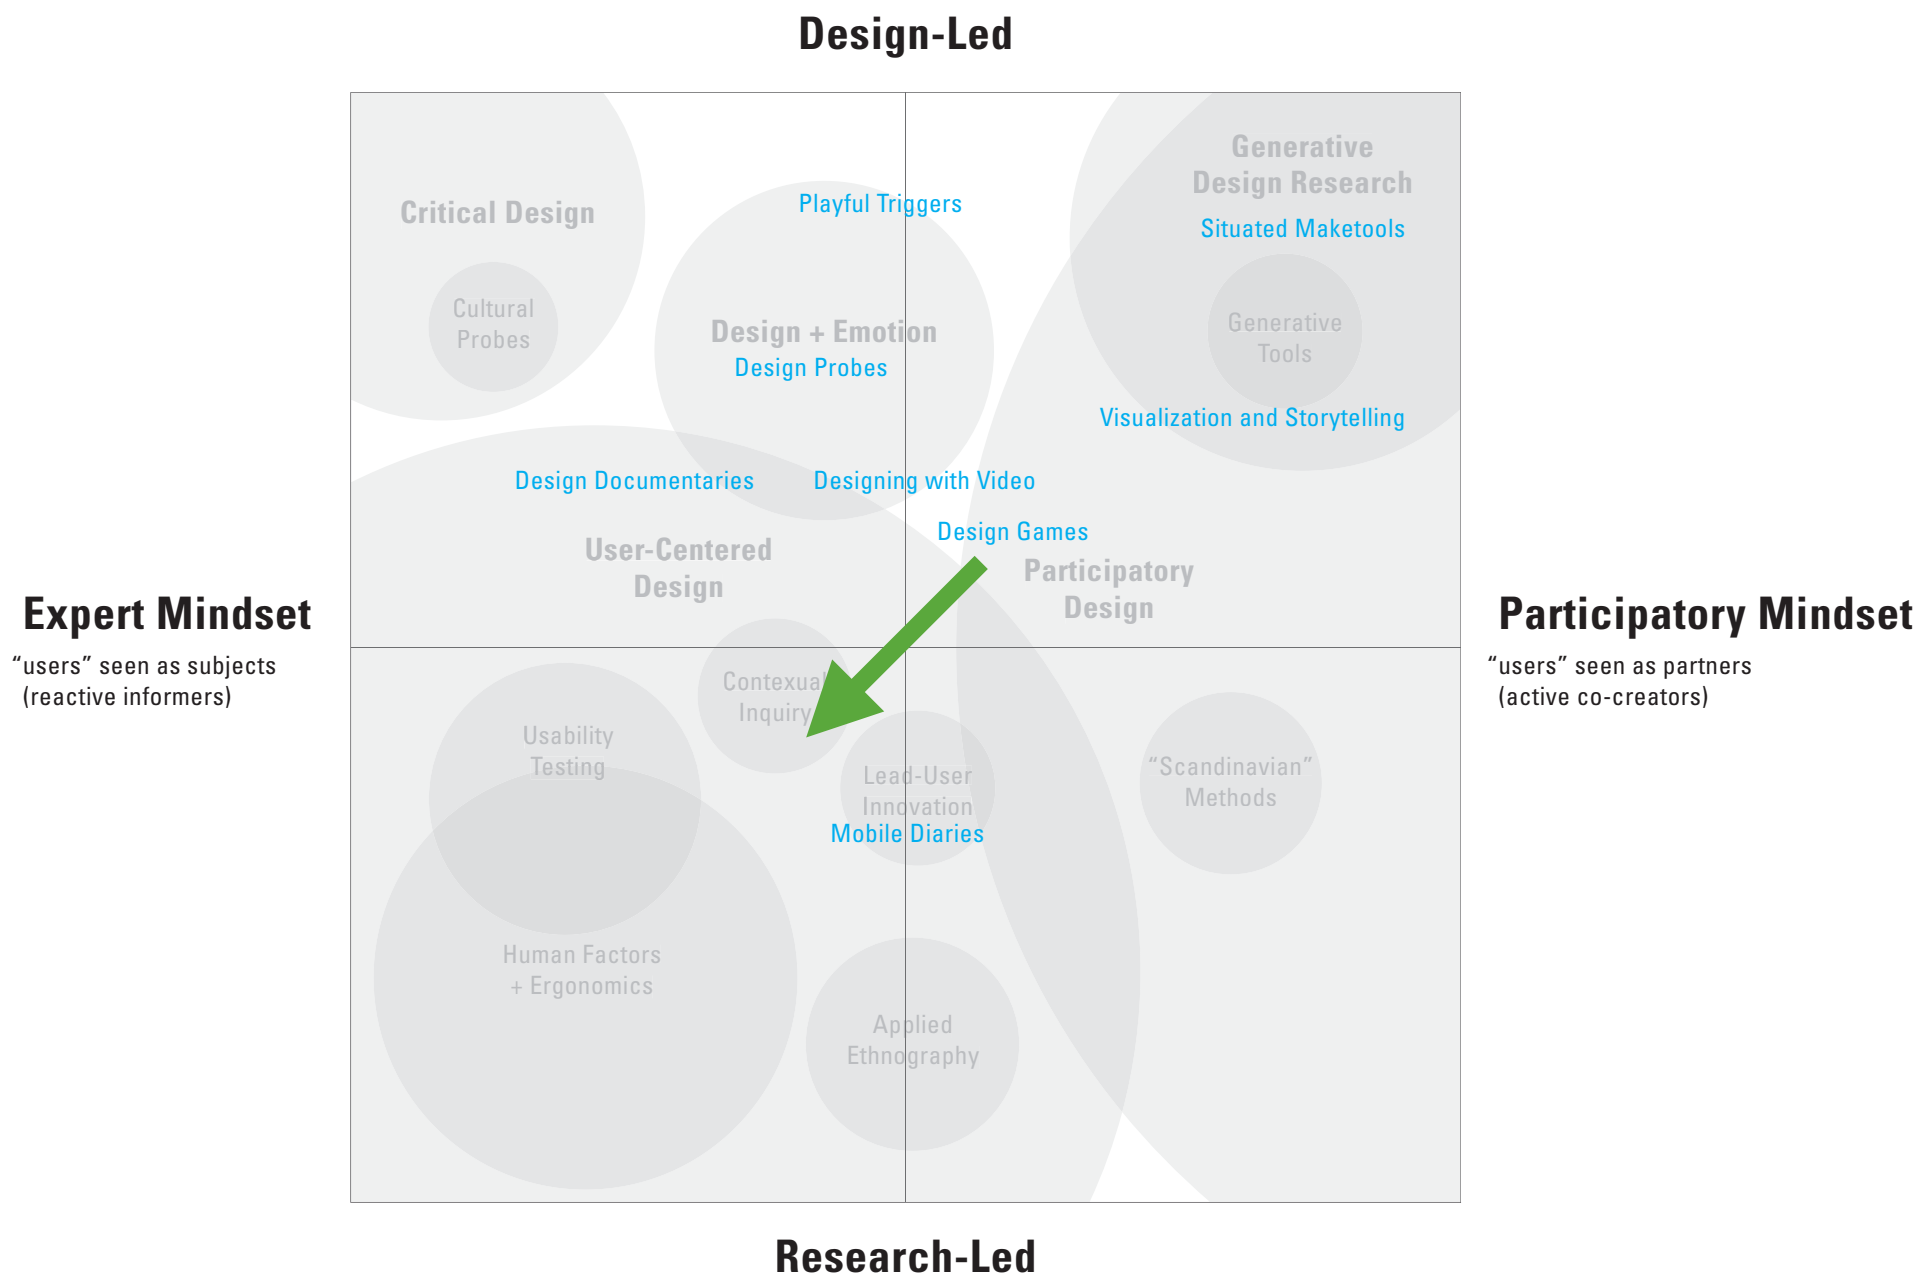 Design-Led
Generative
Design Research
Critical Design
Playful Triggers
Situated Maketools
Cultural
Probes
Design + Emotion
Design Probes
Generative
Tools
Visualization and Storytelling
Design Documentaries
Designing with Video
Design Games
User-Centered
Design
Participatory
Design
Expert Mindset
“users” seen as subjects
(reactive informers)
Participatory Mindset
“users” seen as partners
(active co-creators)
Contexual
Inquiry
Usability
Testing
Lead-User
Innovation
Mobile Diaries
“Scandinavian”
Methods
Human Factors
+ Ergonomics
Applied
Ethnography
Research-Led